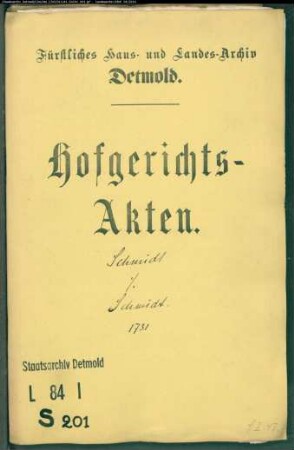 Fürstliches Haus- und Landes-Archiv
Detmold.
Hofgerichts-
Akten.
Schmidt
/.
Schmidt.
1731
Staatsarchiv Detmold
L 84 I
S 201